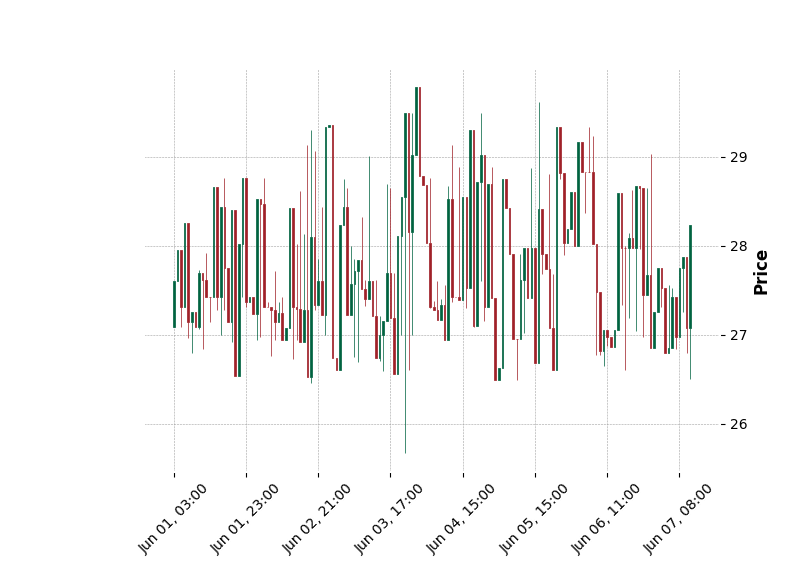 29
28
27
26
Price
Jun 01, 03:00
Jun 01, 23:00
Jun 02, 21:00
Jun 03, 17:00
Jun 04, 15:00
Jun 05, 15:00
Jun 06, 11:00
Jun 07, 08:00